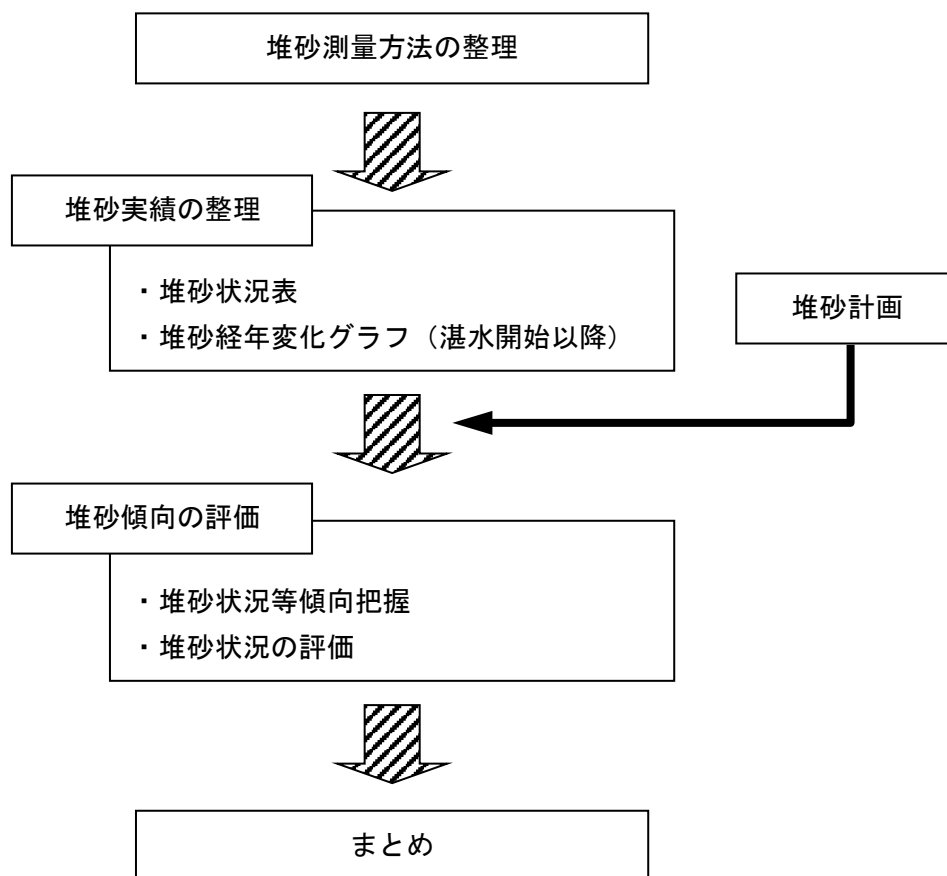 堆砂測量方法の整理
堆砂実績の整理
・堆砂状況表
・堆砂経年変化グラフ（湛水開始以降）
堆砂計画
堆砂傾向の評価
・堆砂状況等傾向把握
・堆砂状況の評価
まとめ